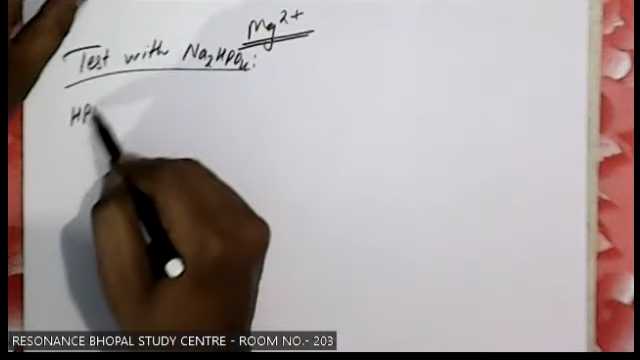 Mg2+
Test with Na2HPO4:
HP
RESONANCE BHOPAL STUDY CENTRE - ROOM NO.- 203